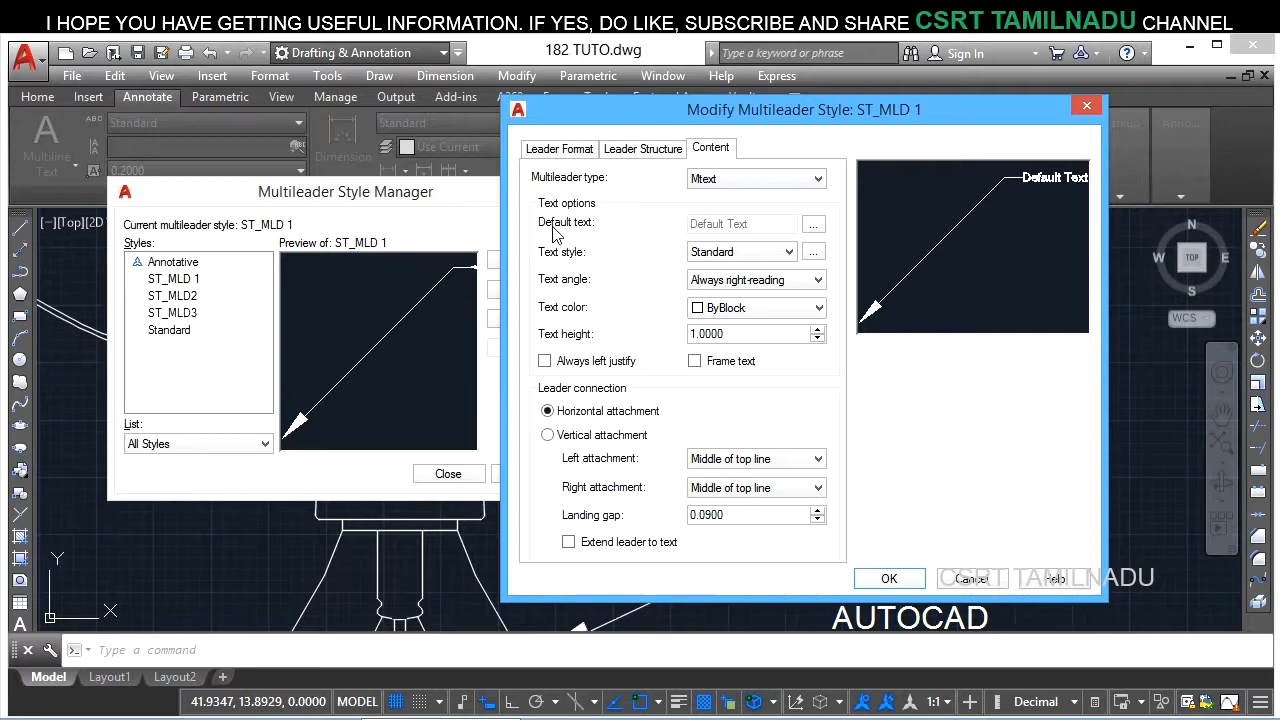 I HOPE YOU HAVE GETTING USEFUL INFORMATION. IF YES, DO LIKE, SUBSCRIBE AND SHARE CSRT TAMILNADU CHANNEL
Drafting & Annotation
182 TUTO.dwg
Type a keyword or phrase
Sign In
File Edit View Insert Format Tools Draw Dimension Modify Parametric Window Help Express
Home Insert Annotate Parametric View Manage Output Add-ins
Multiline
Text
Standard
0.2000
Dimension
Standard
Use Current
Modify Multileader Style: ST_MLD 1
Leader Format Leader Structure Content
Multileader type: Mtext
Text options
Default text: Default Text ...
Text style: Standard ...
Text angle: Always right-reading
Text color: ByBlock
Text height: 1.0000
Always left justify Frame text
Leader connection
Horizontal attachment
Vertical attachment
Left attachment: Middle of top line
Right attachment: Middle of top line
Landing gap: 0.0900
Extend leader to text
Default Text
OK Cancel Help
CSRT TAMILNADU
Multileader Style Manager
Current multileader style: ST_MLD 1
Styles: Preview of: ST_MLD 1
Annotative
ST_MLD 1
ST_MLD2
ST_MLD3
Standard
List:
All Styles
Close
[−][Top][2D
N
W TOP E
S
WCS
Y
X
AUTOCAD
Type a command
Model Layout1 Layout2 +
41.9347, 13.8929, 0.0000 MODEL 1:1 Decimal